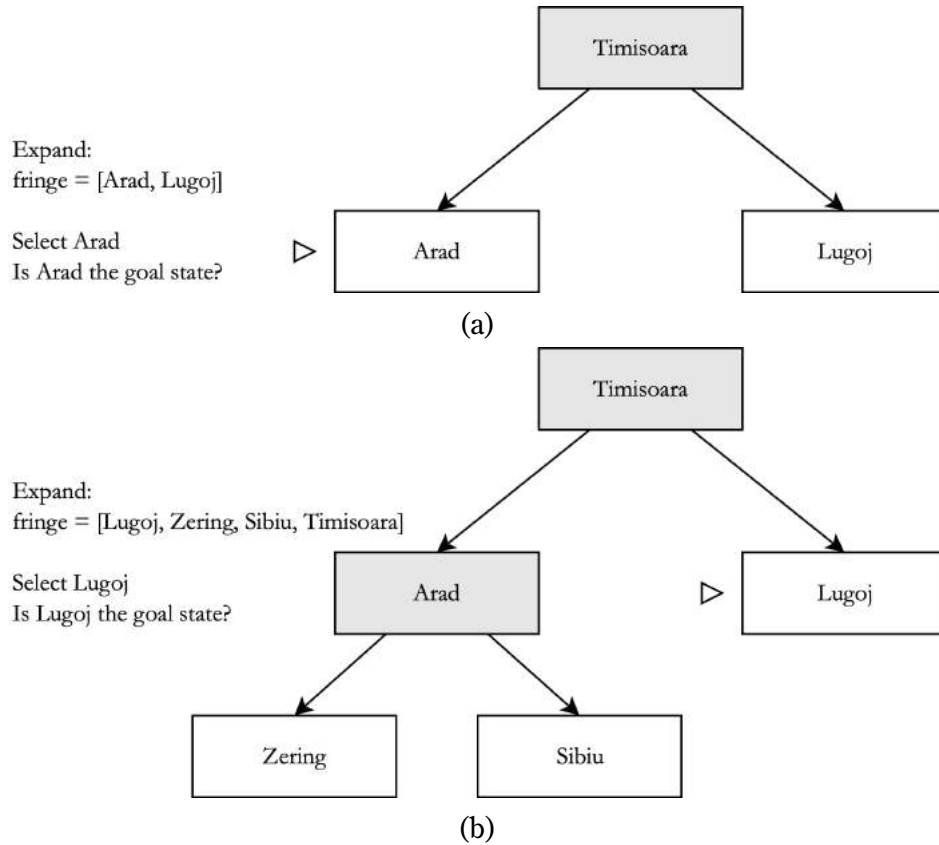 Timisoara
Expand:
fringe = [Arad, Lugoj]
Select Arad
Is Arad the goal state?
Arad
Lugoj
(a)
Timisoara
Expand:
fringe = [Lugoj, Zering, Sibiu, Timisoara]
Select Lugoj
Is Lugoj the goal state?
Arad
Lugoj
Zering
Sibiu
(b)